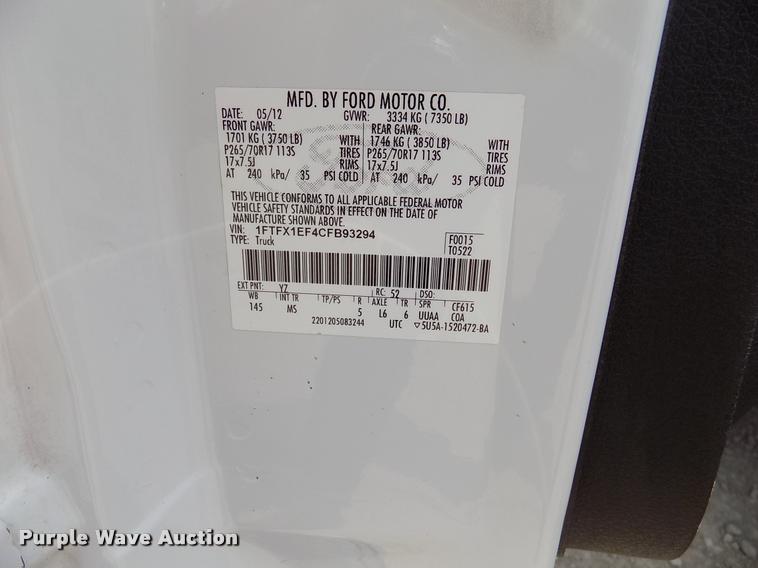 MFD. BY FORD MOTOR CO.
DATE: 05/12 GVWR: 3334 KG ( 7350 LB)
FRONT GAWR: REAR GAWR:
1701 KG ( 3750 LB) WITH 1746 KG ( 3850 LB) WITH
P265/70R17 113S TIRES P265/70R17 113S TIRES
17x7.5J RIMS 17x7.5J RIMS
AT 240 kPa/ 35 PSI COLD AT 240 kPa/ 35 PSI COLD
THIS VEHICLE CONFORMS TO ALL APPLICABLE FEDERAL MOTOR
VEHICLE SAFETY STANDARDS IN EFFECT ON THE DATE OF
MANUFACTURE SHOWN ABOVE.
VIN: 1FTFX1EF4CFB93294 F0015
TYPE: Truck T0522
EXT PNT: YZ RC: 52 DSO:
WB INT TR TP/PS R AXLE TR SPR CF615
145 MS 5 L6 6 UUAA COA
2201205083244 UTC ▽5U5A-1520472-BA
Purple Wave Auction